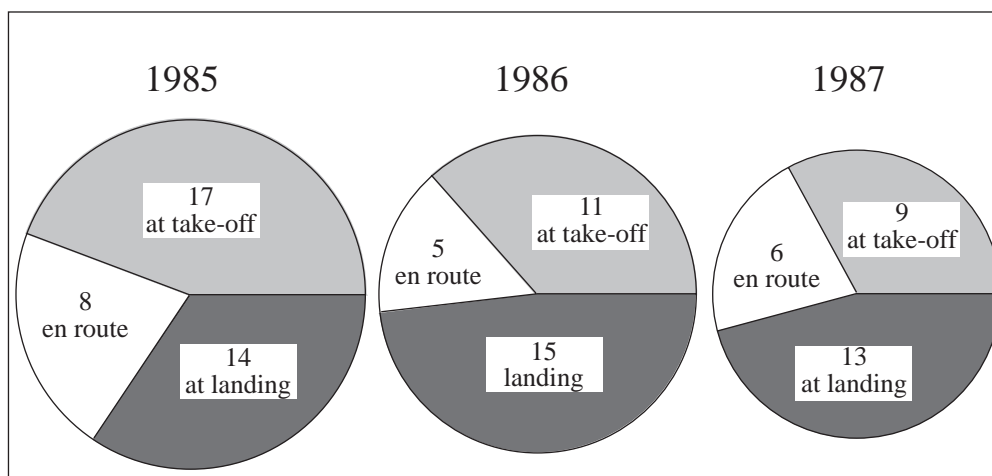 1985
17
at take-off
8
en route
14
at landing
1986
11
at take-off
5
en route
15
landing
1987
9
at take-off
6
en route
13
at landing